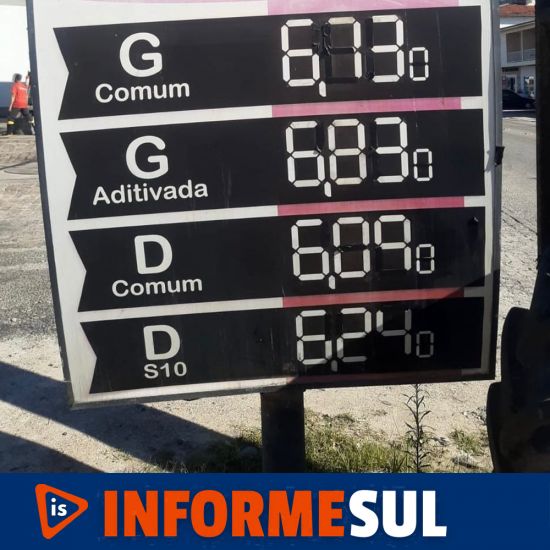 G 6,730
Comum
G 6,830
Aditivada
D 6,090
Comum
D 6,240
S10
is INFORMESUL